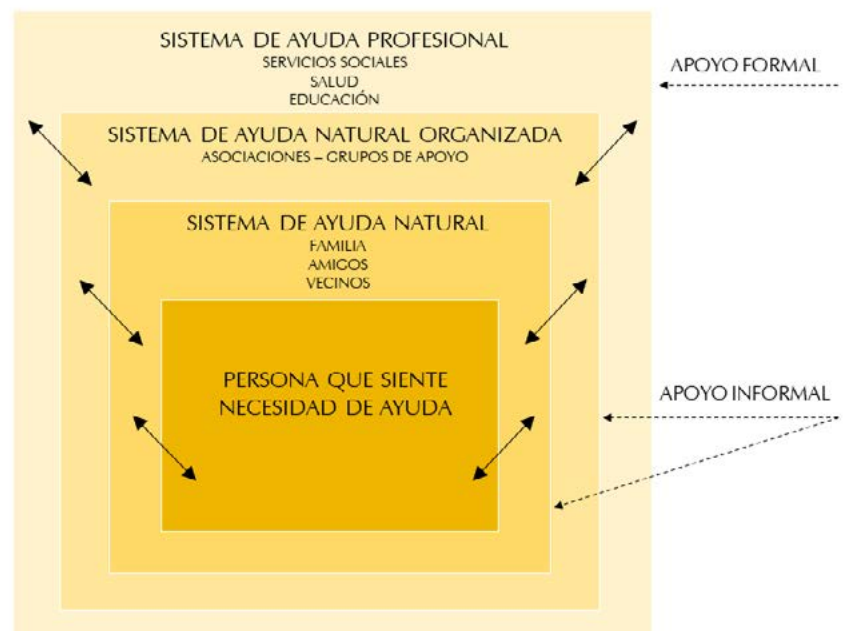 SISTEMA DE AYUDA PROFESIONAL
SERVICIOS SOCIALES
SALUD
EDUCACIÓN
APOYO FORMAL
SISTEMA DE AYUDA NATURAL ORGANIZADA
ASOCIACIONES – GRUPOS DE APOYO
SISTEMA DE AYUDA NATURAL
FAMILIA
AMIGOS
VECINOS
PERSONA QUE SIENTE
NECESIDAD DE AYUDA
APOYO INFORMAL